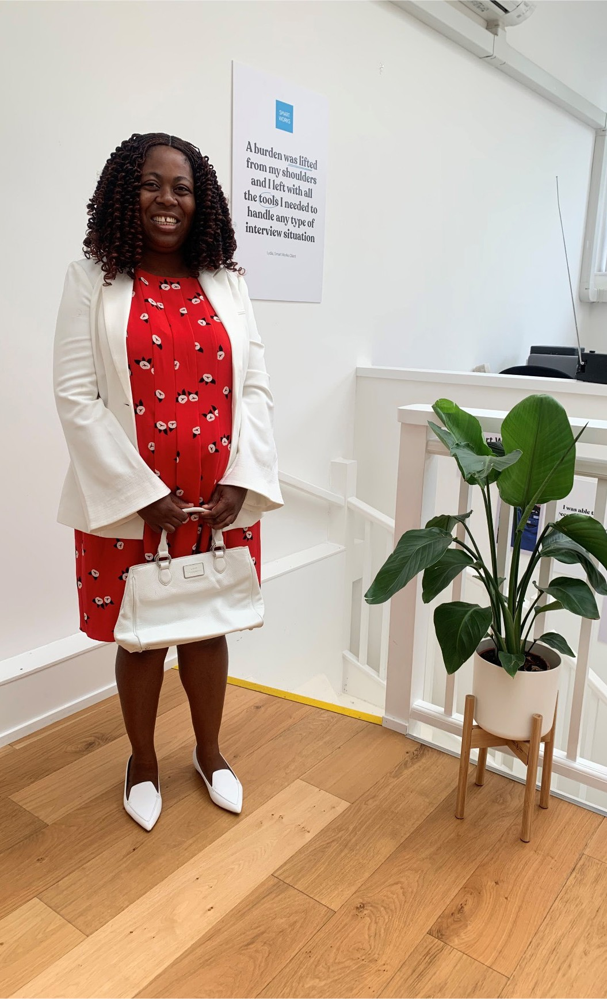 SMART
WORKS
A burden was lifted
from my shoulders
and I left with all
the tools I needed to
handle any type of
interview situation
Lydia, Smart Works Client
I was able